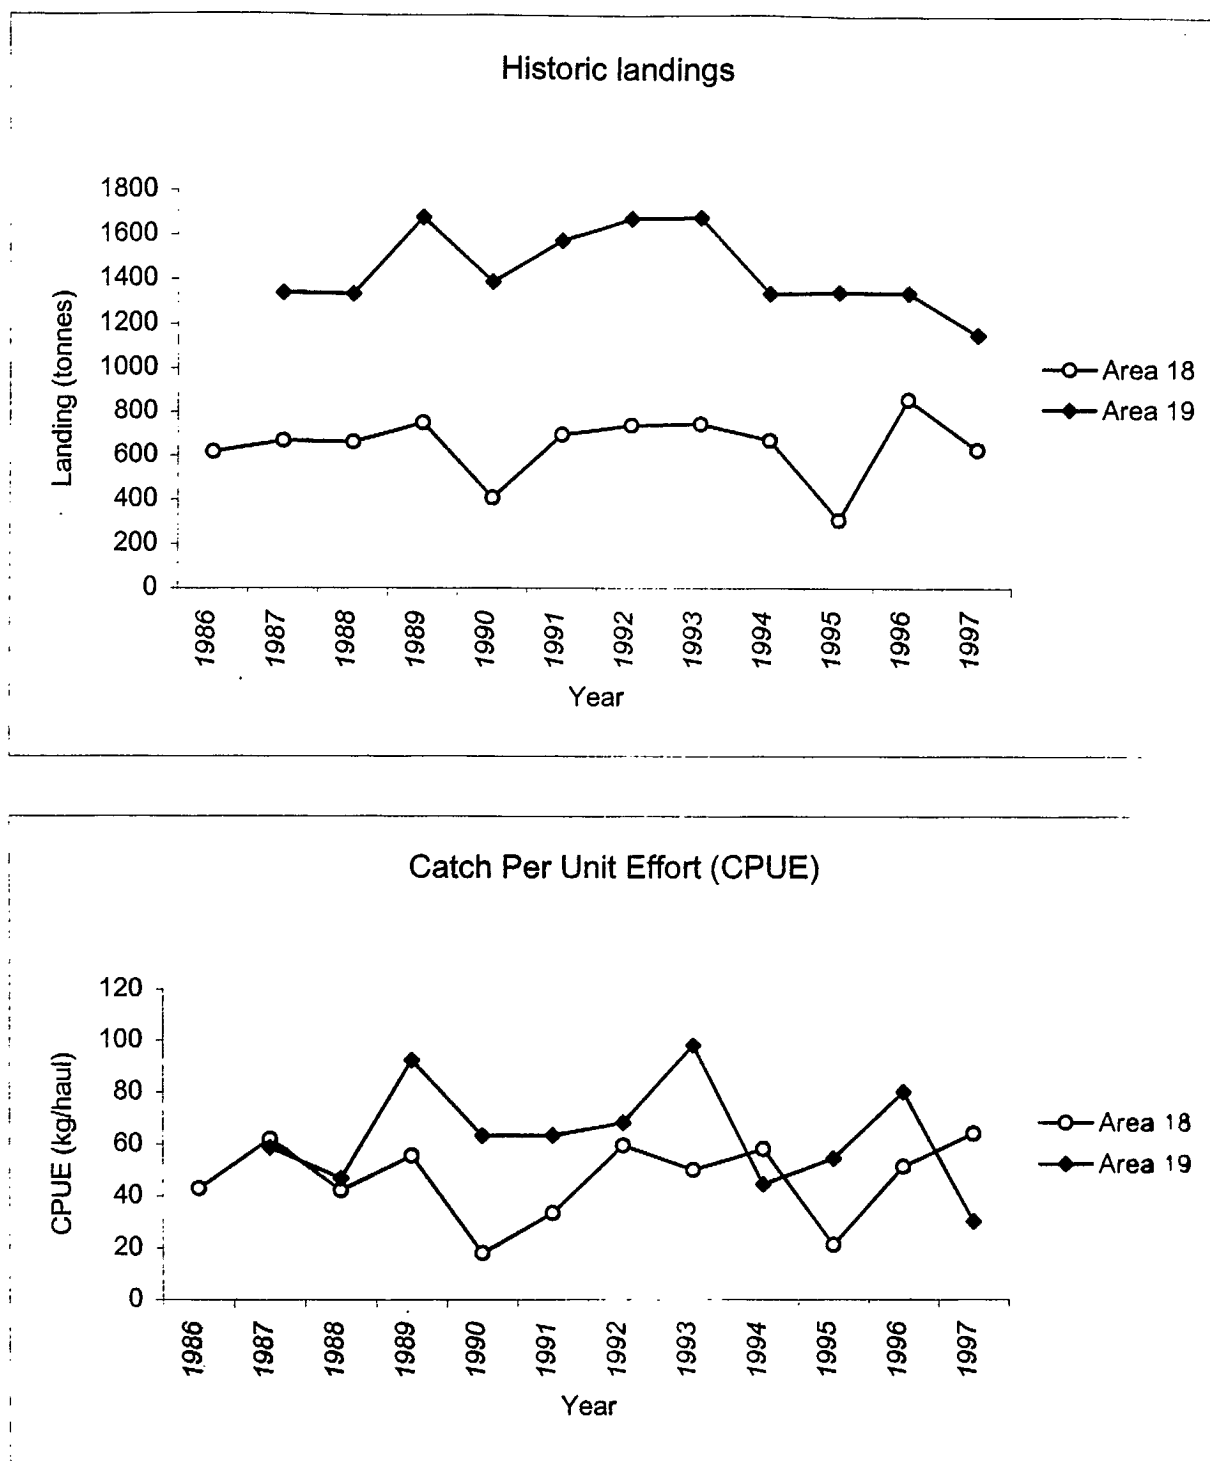 Historic landings
1800
1600
1400
1200
1000
800
600
400
200
0
Landing (tonnes)
1986 1987 1988 1989 1990 1991 1992 1993 1994 1995 1996 1997
Year
Area 18
Area 19
Catch Per Unit Effort (CPUE)
120
100
80
60
40
20
0
CPUE (kg/haul)
1986 1987 1988 1989 1990 1991 1992 1993 1994 1995 1996 1997
Year
Area 18
Area 19